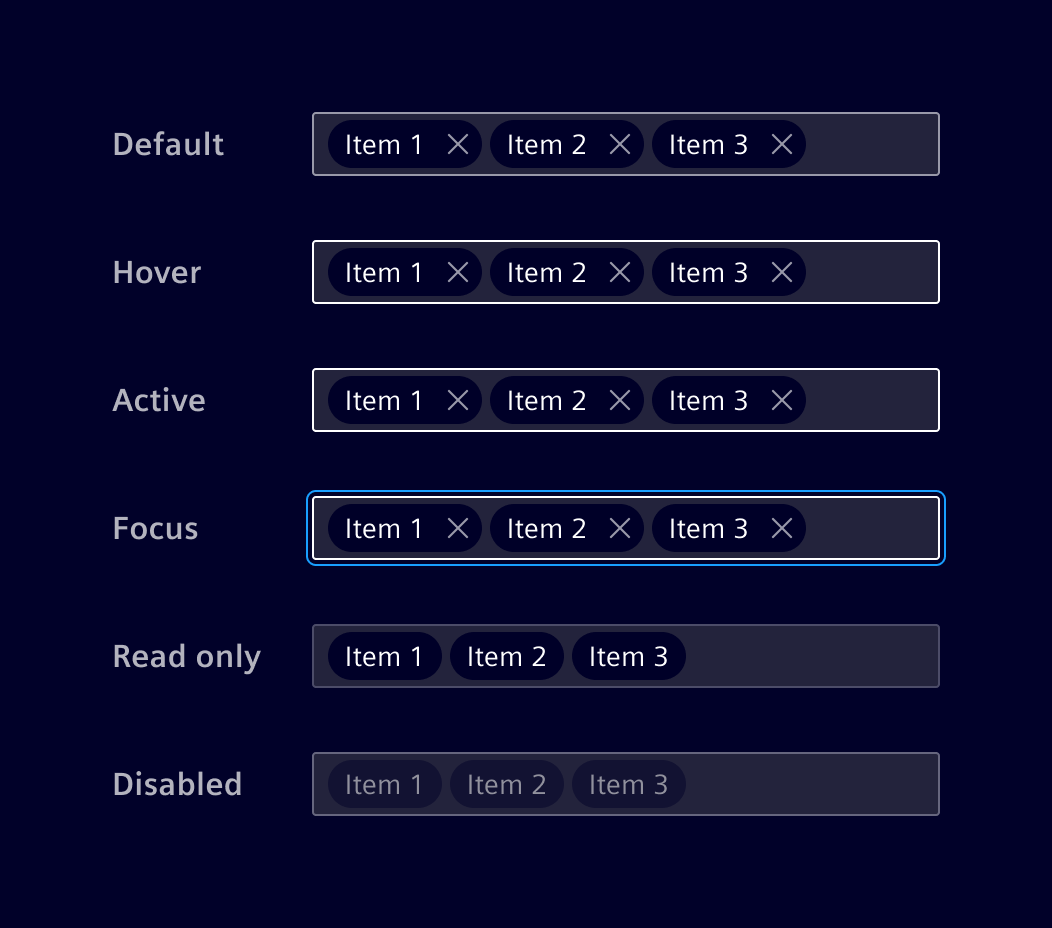 Default Item 1 Item 2 Item 3
Hover Item 1 Item 2 Item 3
Active Item 1 Item 2 Item 3
Focus Item 1 Item 2 Item 3
Read only Item 1 Item 2 Item 3
Disabled Item 1 Item 2 Item 3